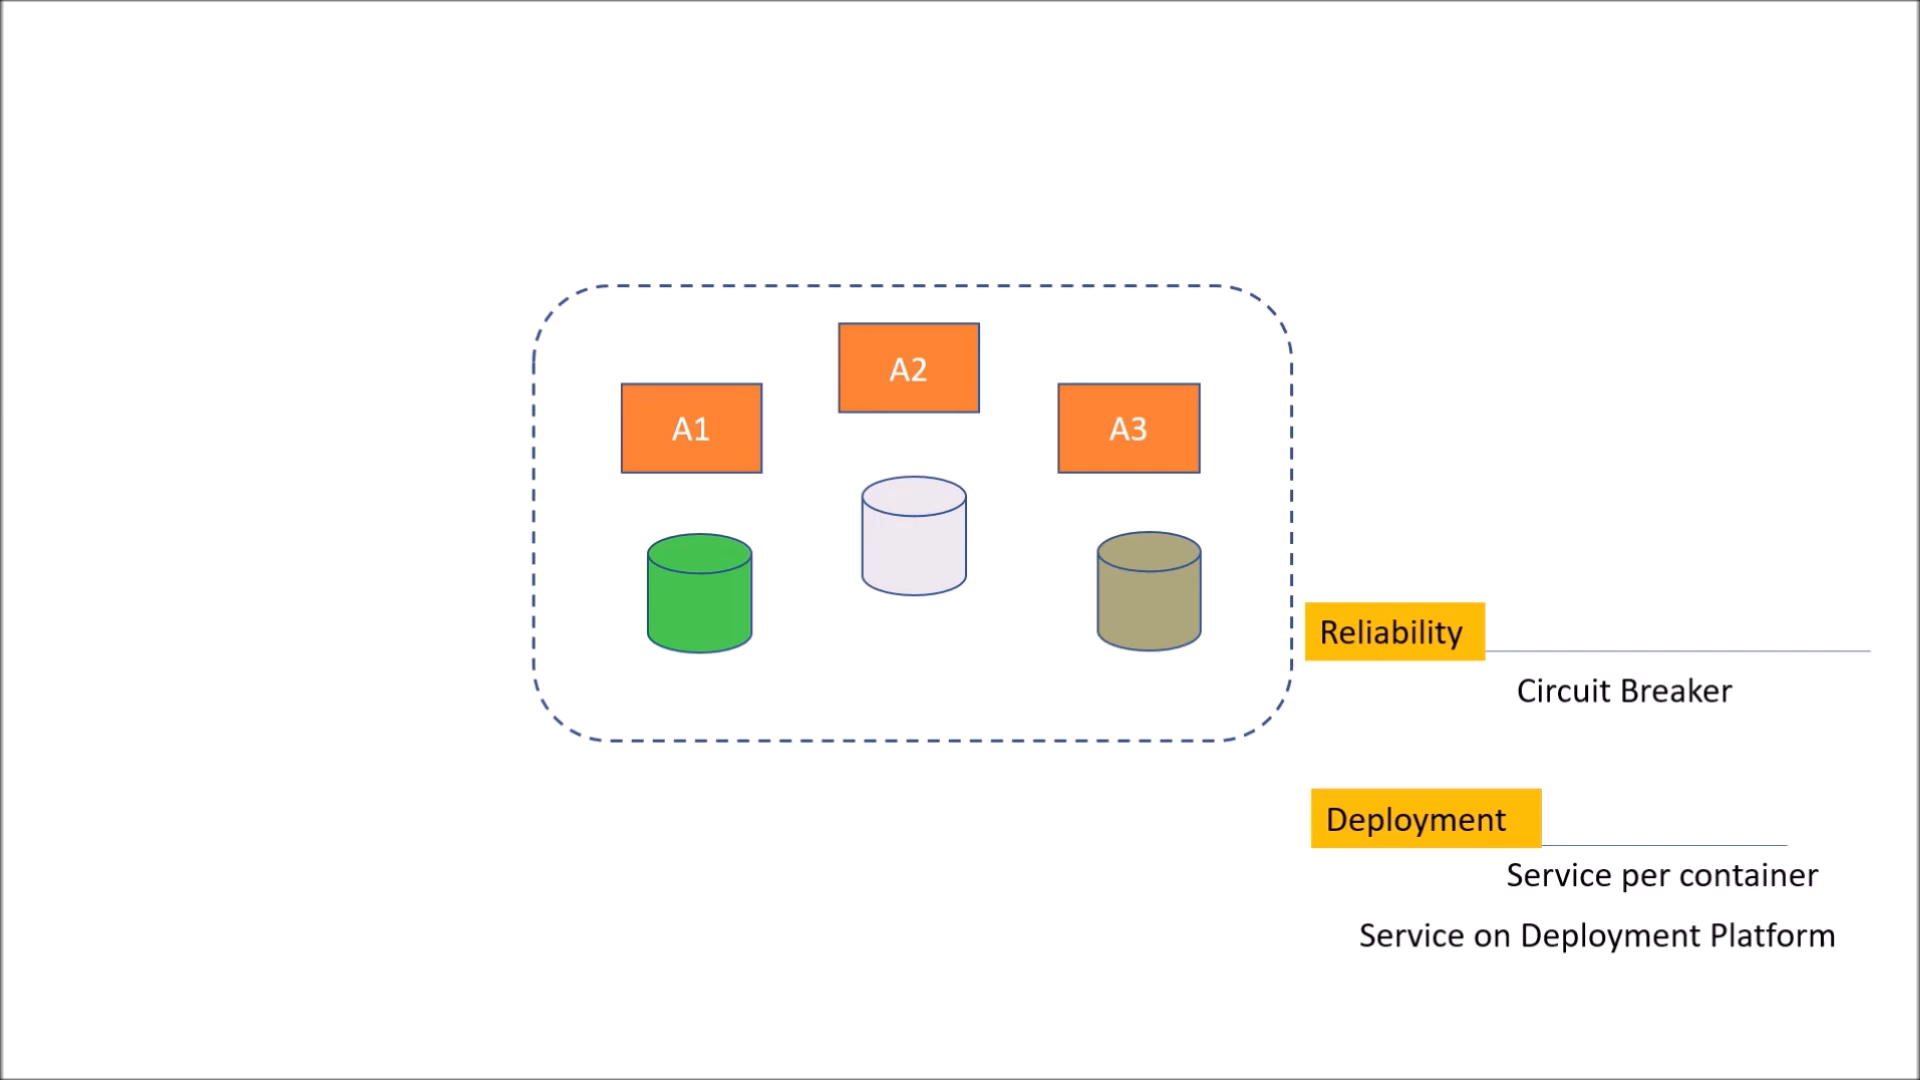 A2
A1
A3
Reliability
Circuit Breaker
Deployment
Service per container
Service on Deployment Platform